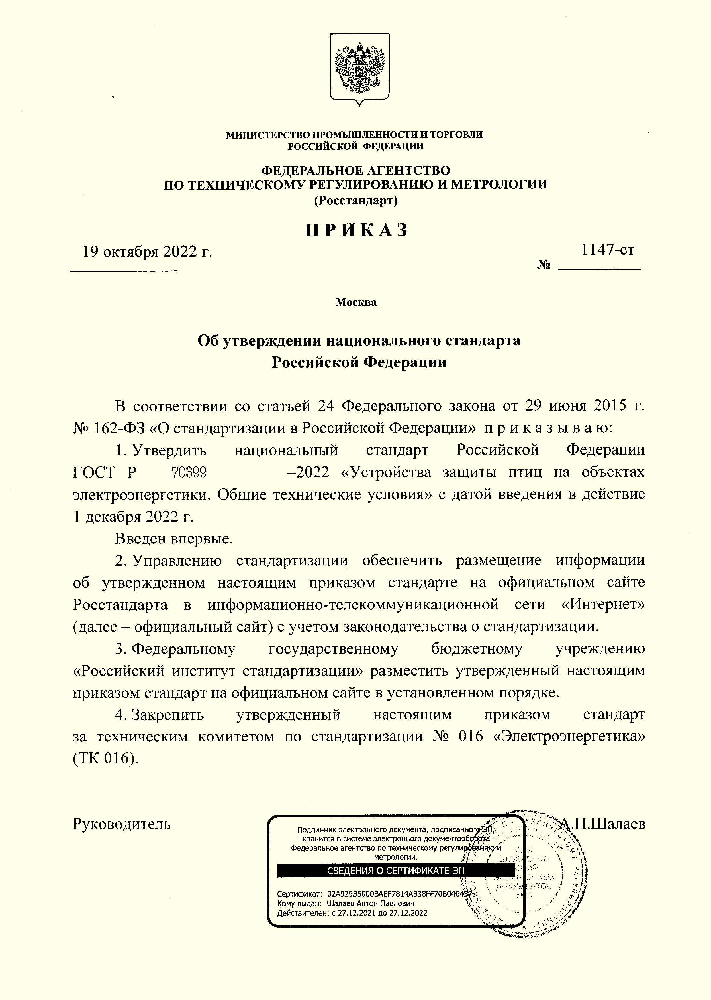 МИНИСТЕРСТВО ПРОМЫШЛЕННОСТИ И ТОРГОВЛИ
РОССИЙСКОЙ ФЕДЕРАЦИИ
ФЕДЕРАЛЬНОЕ АГЕНТСТВО
ПО ТЕХНИЧЕСКОМУ РЕГУЛИРОВАНИЮ И МЕТРОЛОГИИ
(Росстандарт)
П Р И К А З
19 октября 2022 г.
1147-ст
№
Москва
Об утверждении национального стандарта
Российской Федерации
В соответствии со статьей 24 Федерального закона от 29 июня 2015 г.
№ 162-ФЗ «О стандартизации в Российской Федерации» п р и к а з ы в а ю:
1. Утвердить национальный стандарт Российской Федерации
ГОСТ Р 70399 –2022 «Устройства защиты птиц на объектах
электроэнергетики. Общие технические условия» с датой введения в действие
1 декабря 2022 г.
Введен впервые.
2. Управлению стандартизации обеспечить размещение информации
об утвержденном настоящим приказом стандарте на официальном сайте
Росстандарта в информационно-телекоммуникационной сети «Интернет»
(далее – официальный сайт) с учетом законодательства о стандартизации.
3. Федеральному государственному бюджетному учреждению
«Российский институт стандартизации» разместить утвержденный настоящим
приказом стандарт на официальном сайте в установленном порядке.
4. Закрепить утвержденный настоящим приказом стандарт
за техническим комитетом по стандартизации № 016 «Электроэнергетика»
(ТК 016).
Руководитель
А.П.Шалаев
Подлинник электронного документа, подписанного ЭП,
хранится в системе электронного документооборота
Федеральное агентство по техническому регулированию и
метрологии.
СВЕДЕНИЯ О СЕРТИФИКАТЕ ЭП
Сертификат: 02A929B5000BAEF7814AB38FF70B046437
Кому выдан: Шалаев Антон Павлович
Действителен: с 27.12.2021 до 27.12.2022
ДЛЯ
ЗАВЕРЕНИЯ
ЭЛЕКТРОННЫХ
ДОКУМЕНТОВ